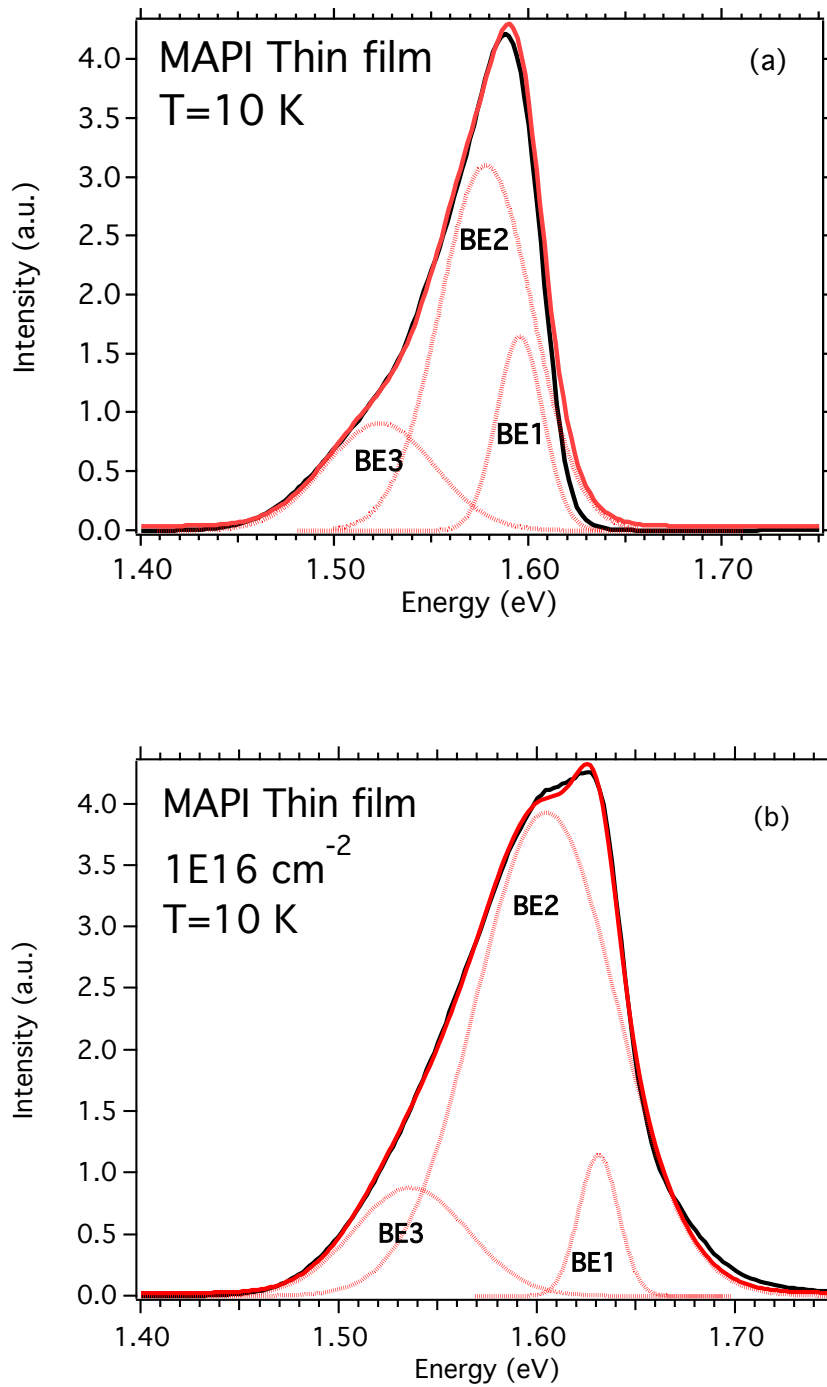 MAPI Thin film
(a)
T=10 K
4.0
3.5
3.0
2.5
2.0
1.5
1.0
0.5
0.0
Intensity (a.u.)
BE2
BE1
BE3
1.40
1.50
1.60
1.70
Energy (eV)
MAPI Thin film
(b)
1E16 cm⁻²
T=10 K
4.0
3.5
3.0
2.5
2.0
1.5
1.0
0.5
0.0
Intensity (a.u.)
BE2
BE3
BE1
1.40
1.50
1.60
1.70
Energy (eV)